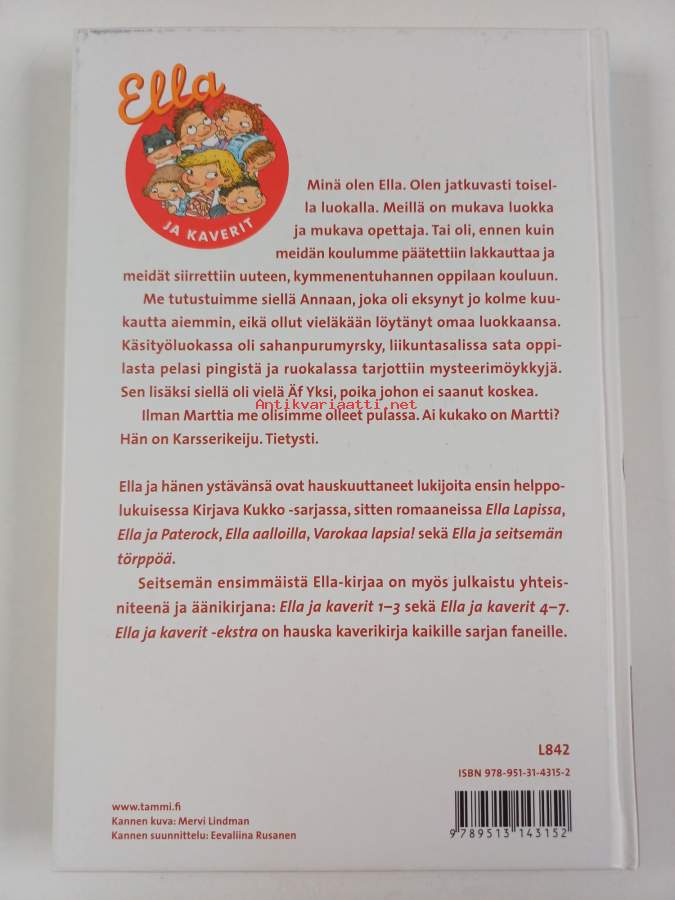 Ella
JA KAVERIT
Minä olen Ella. Olen jatkuvasti toisel-
la luokalla. Meillä on mukava luokka
ja mukava opettaja. Tai oli, ennen kuin
meidän koulumme päätettiin lakkauttaa ja
meidät siirrettiin uuteen, kymmenentuhannen oppilaan kouluun.
Me tutustuimme siellä Annaan, joka oli eksynyt jo kolme kuu-
kautta aiemmin, eikä ollut vieläkään löytänyt omaa luokkaansa.
Käsityöluokassa oli sahanpurumyrsky, liikuntasalissa sata oppi-
lasta pelasi pingistä ja ruokalassa tarjottiin mysteerimöykkyjä.
Sen lisäksi siellä oli vielä Äf Yksi, poika johon ei saanut koskea.
Antikvariaatti.net
Ilman Marttia me olisimme olleet pulassa. Ai kukako on Martti?
Hän on Karsserikeiju. Tietysti.
Ella ja hänen ystävänsä ovat hauskuuttaneet lukijoita ensin helppo-
lukuisessa Kirjava Kukko -sarjassa, sitten romaaneissa Ella Lapissa,
Ella ja Paterock, Ella aalloilla, Varokaa lapsia! sekä Ella ja seitsemän
törppöä.
Seitsemän ensimmäistä Ella-kirjaa on myös julkaistu yhteis-
niteenä ja äänikirjana: Ella ja kaverit 1–3 sekä Ella ja kaverit 4–7.
Ella ja kaverit -ekstra on hauska kaverikirja kaikille sarjan faneille.
L842
ISBN 978-951-31-4315-2
www.tammi.fi
Kannen kuva: Mervi Lindman
Kannen suunnittelu: Eevaliina Rusanen
9 789513 143152